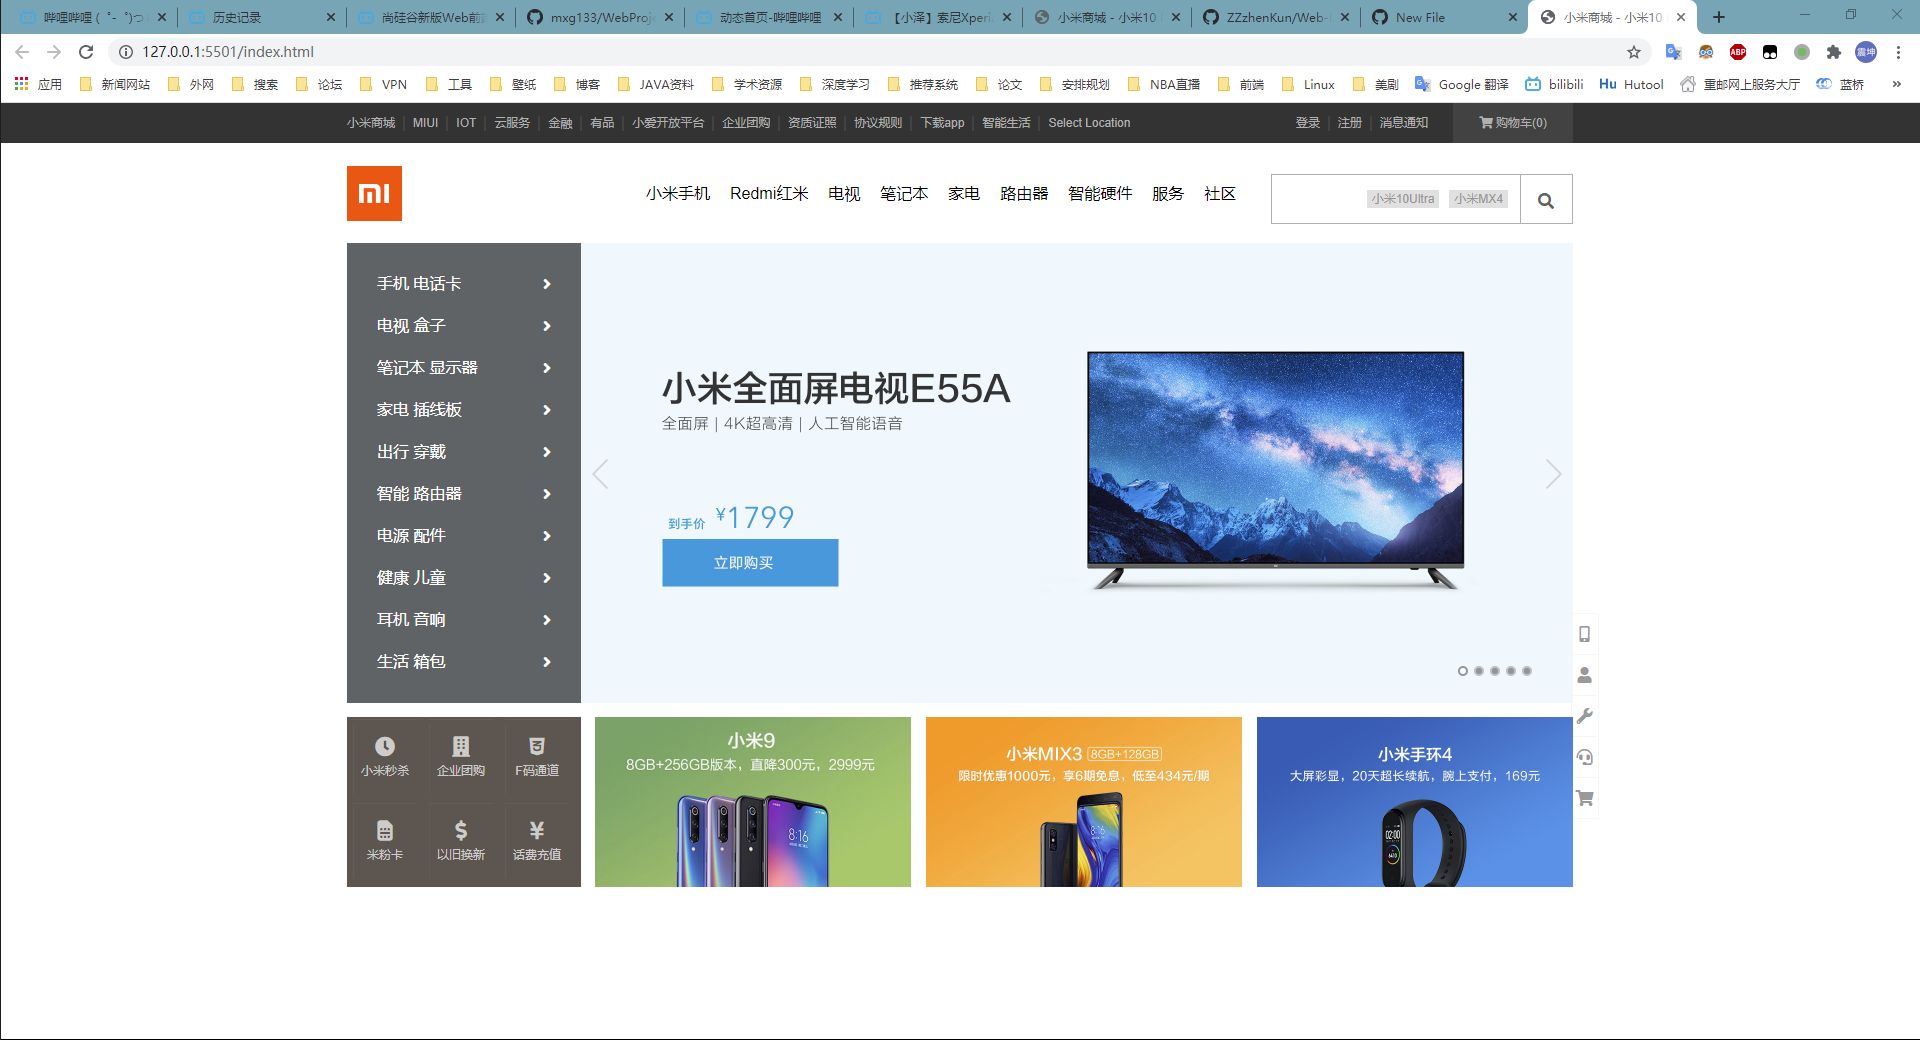 哔哩哔哩 ( ゜- ゜)つ
历史记录
尚硅谷新版Web前
mxg133/WebProj
动态首页-哔哩哔哩
【小泽】索尼Xperi
小米商城 - 小米10
ZZzhenKun/Web-
New File
小米商城 - 小米10
127.0.0.1:5501/index.html
ABP
震坤
应用 新闻网站 外网 搜索 论坛 VPN 工具 壁纸 博客 JAVA资料 学术资源 深度学习 推荐系统 论文 安排规划 NBA直播 前端 Linux 美剧 Google 翻译 bilibili Hu Hutool 重邮网上服务大厅 蓝桥 »
小米商城 | MIUI | IOT | 云服务 | 金融 | 有品 | 小爱开放平台 | 企业团购 | 资质证照 | 协议规则 | 下载app | 智能生活 | Select Location
登录 | 注册 | 消息通知 购物车(0)
小米手机 Redmi红米 电视 笔记本 家电 路由器 智能硬件 服务 社区
小米10Ultra 小米MX4
手机 电话卡
电视 盒子
笔记本 显示器
家电 插线板
出行 穿戴
智能 路由器
电源 配件
健康 儿童
耳机 音响
生活 箱包
小米全面屏电视E55A
全面屏 | 4K超高清 | 人工智能语音
到手价 ¥1799
立即购买
小米秒杀 企业团购 F码通道
米粉卡 以旧换新 话费充值
小米9
8GB+256GB版本，直降300元，2999元
8:16
小米MIX3 8GB+128GB
限时优惠1000元，享6期免息，低至434元/期
8:16
小米手环4
大屏彩显，20天超长续航，腕上支付，169元
02:00